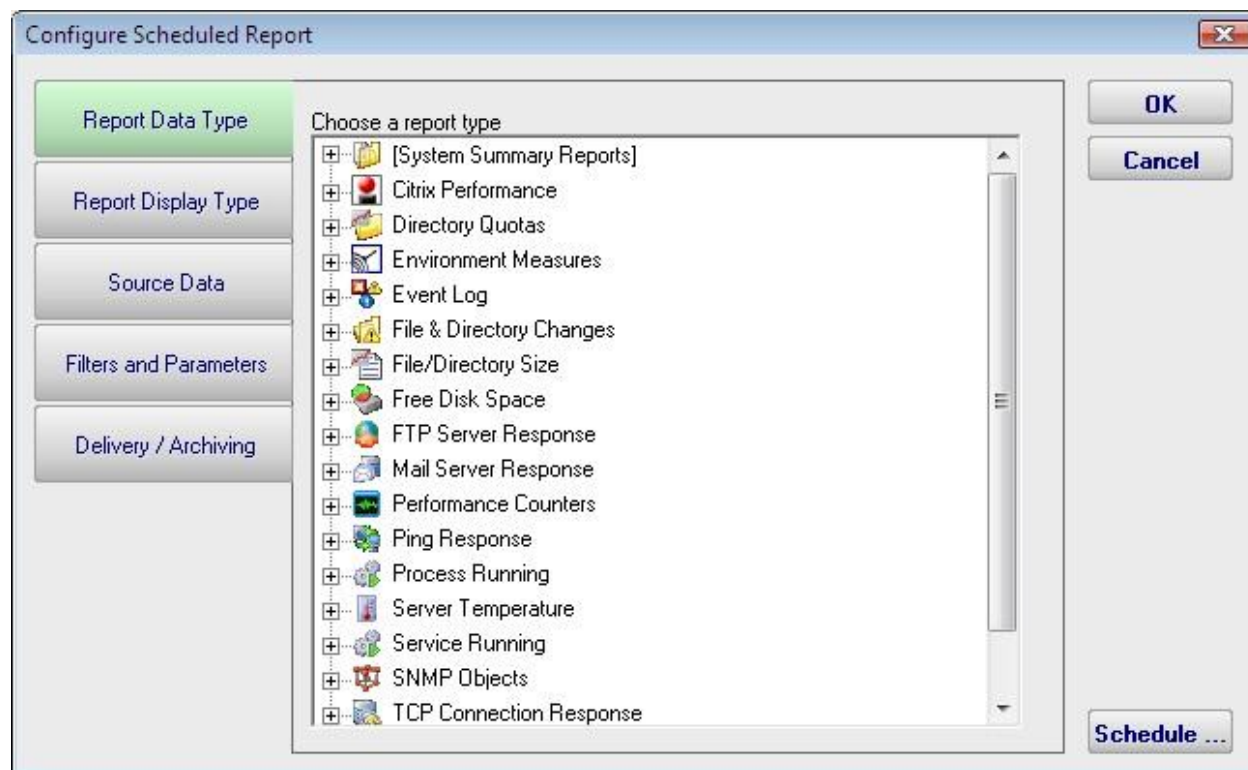 Configure Scheduled Report
Report Data Type
Report Display Type
Source Data
Filters and Parameters
Delivery / Archiving
Choose a report type
[System Summary Reports]
Citrix Performance
Directory Quotas
Environment Measures
Event Log
File & Directory Changes
File/Directory Size
Free Disk Space
FTP Server Response
Mail Server Response
Performance Counters
Ping Response
Process Running
Server Temperature
Service Running
SNMP Objects
TCP Connection Response
OK
Cancel
Schedule ...